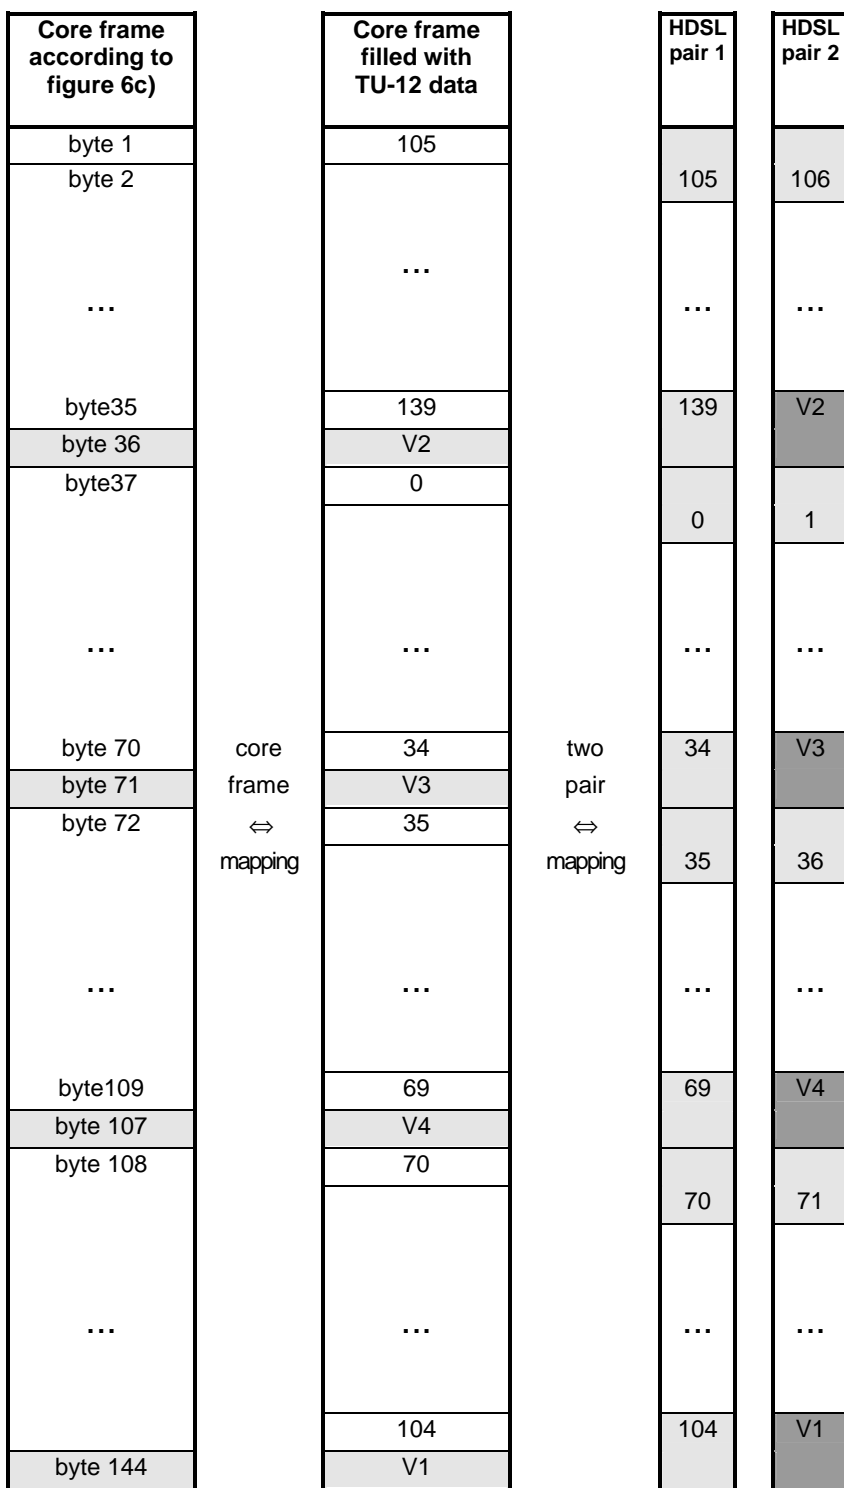 Core frame according to figure 6c) Core frame filled with TU-12 data HDSL pair 1 HDSL pair 2
byte 1 105
byte 2 105 106
...
... ... ...
byte35 139 139 V2
byte 36 V2
byte37 0
0 1
... ... ... ...
byte 70 core 34 two 34 V3
byte 71 frame V3 pair
byte 72 ⇔ 35 ⇔
mapping mapping 35 36
... ... ... ...
byte109 69 69 V4
byte 107 V4
byte 108 70
70 71
... ... ... ...
104 104 V1
byte 144 V1